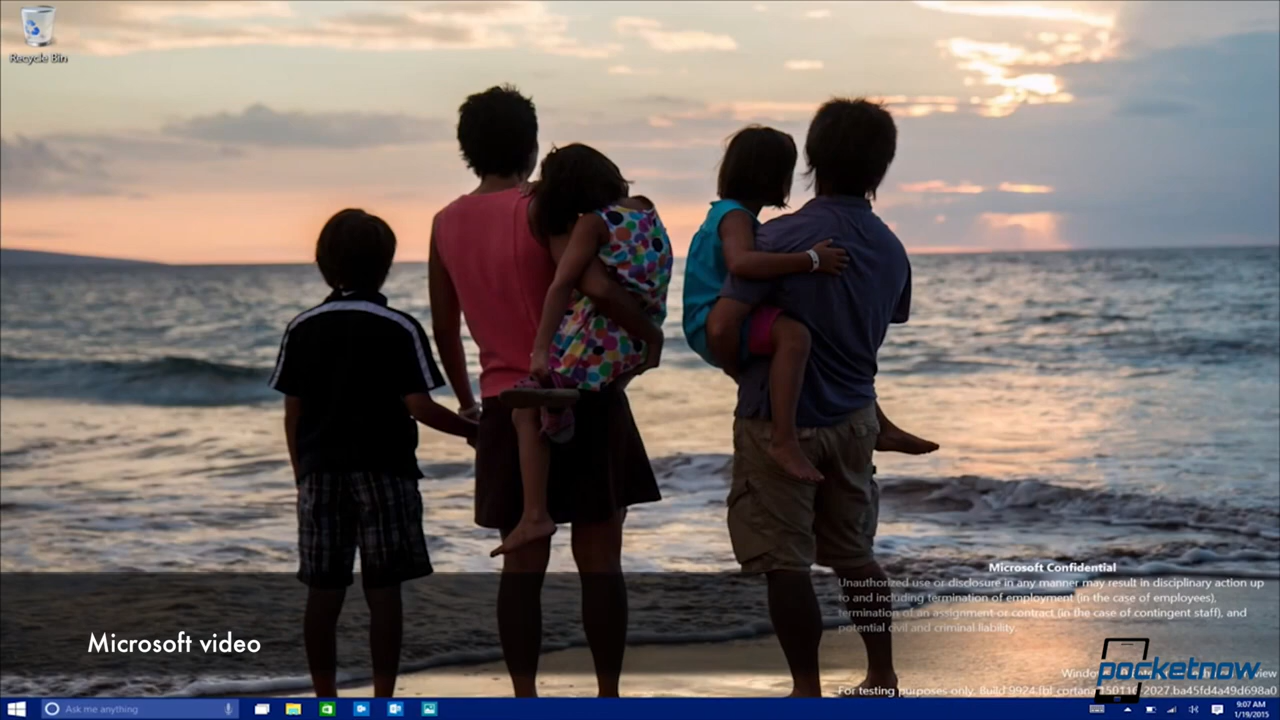 Recycle Bin
Microsoft Confidential
Unauthorized use or disclosure in any manner may result in disciplinary action up
to and including termination of employment (in the case of employees),
termination of an assignment or contract (in the case of contingent staff), and
potential civil and criminal liability.
Microsoft video
pocketnow
For testing purposes only. Build 9924.fbl_cortana
Ask me anything
9:07 AM
1/19/2015